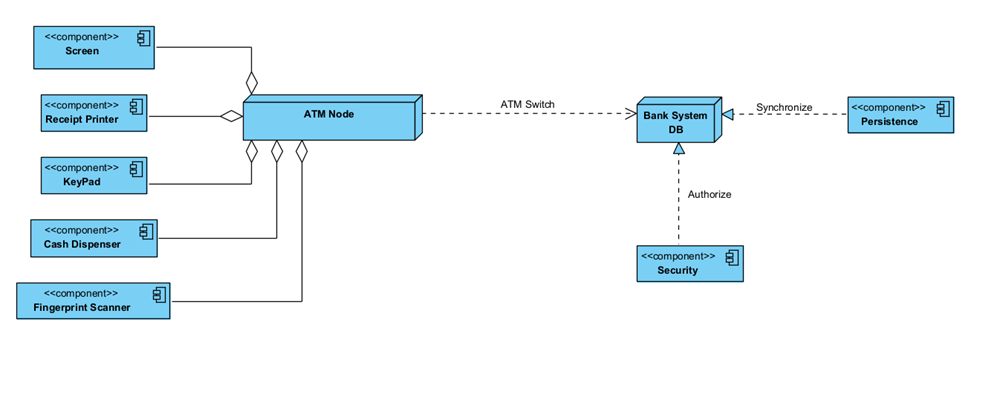 <<component>>
Screen
<<component>>
Receipt Printer
<<component>>
KeyPad
<<component>>
Cash Dispenser
<<component>>
Fingerprint Scanner
ATM Node
ATM Switch
Bank System
DB
Synchronize
<<component>>
Persistence
Authorize
<<component>>
Security